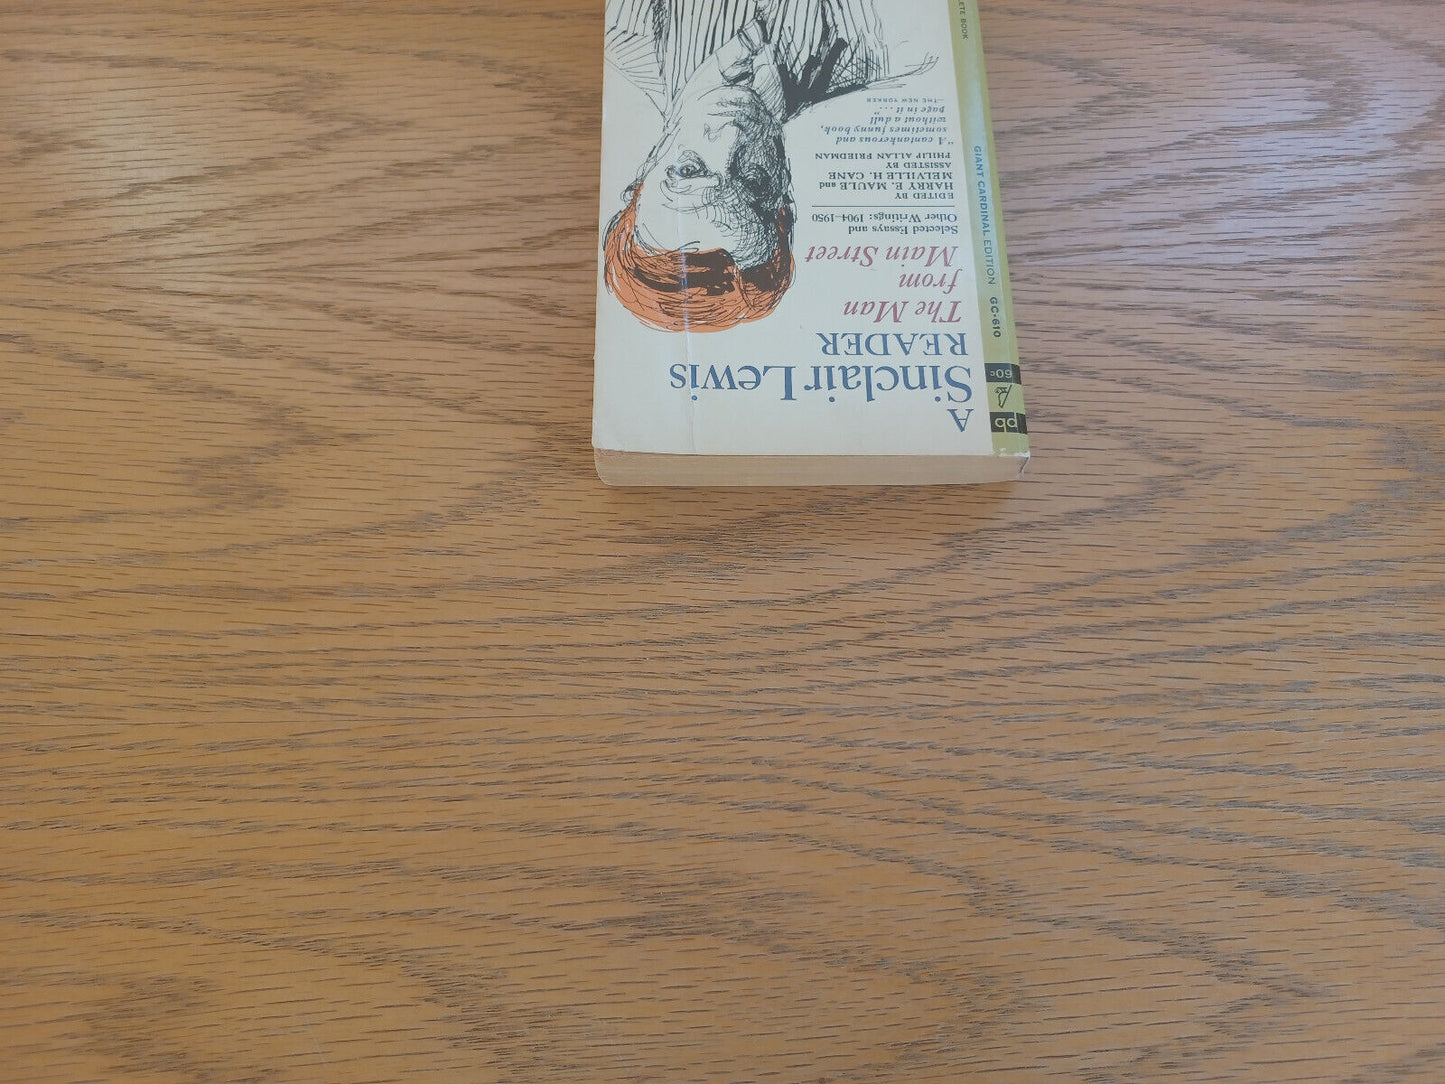 A
Sinclair Lewis
READER
The Man
from
Main Street
Selected Essays and
Other Writings: 1904–1950
EDITED BY
HARRY E. MAULE and
MELVILLE H. CANE
ASSISTED BY
PHILIP ALLAN FRIEDMAN
"A cantankerous and
sometimes funny book,
without a dull
page in it . . ."
—THE NEW YORKER
pb
60c
GIANT CARDINAL EDITION GC·610
BOOK